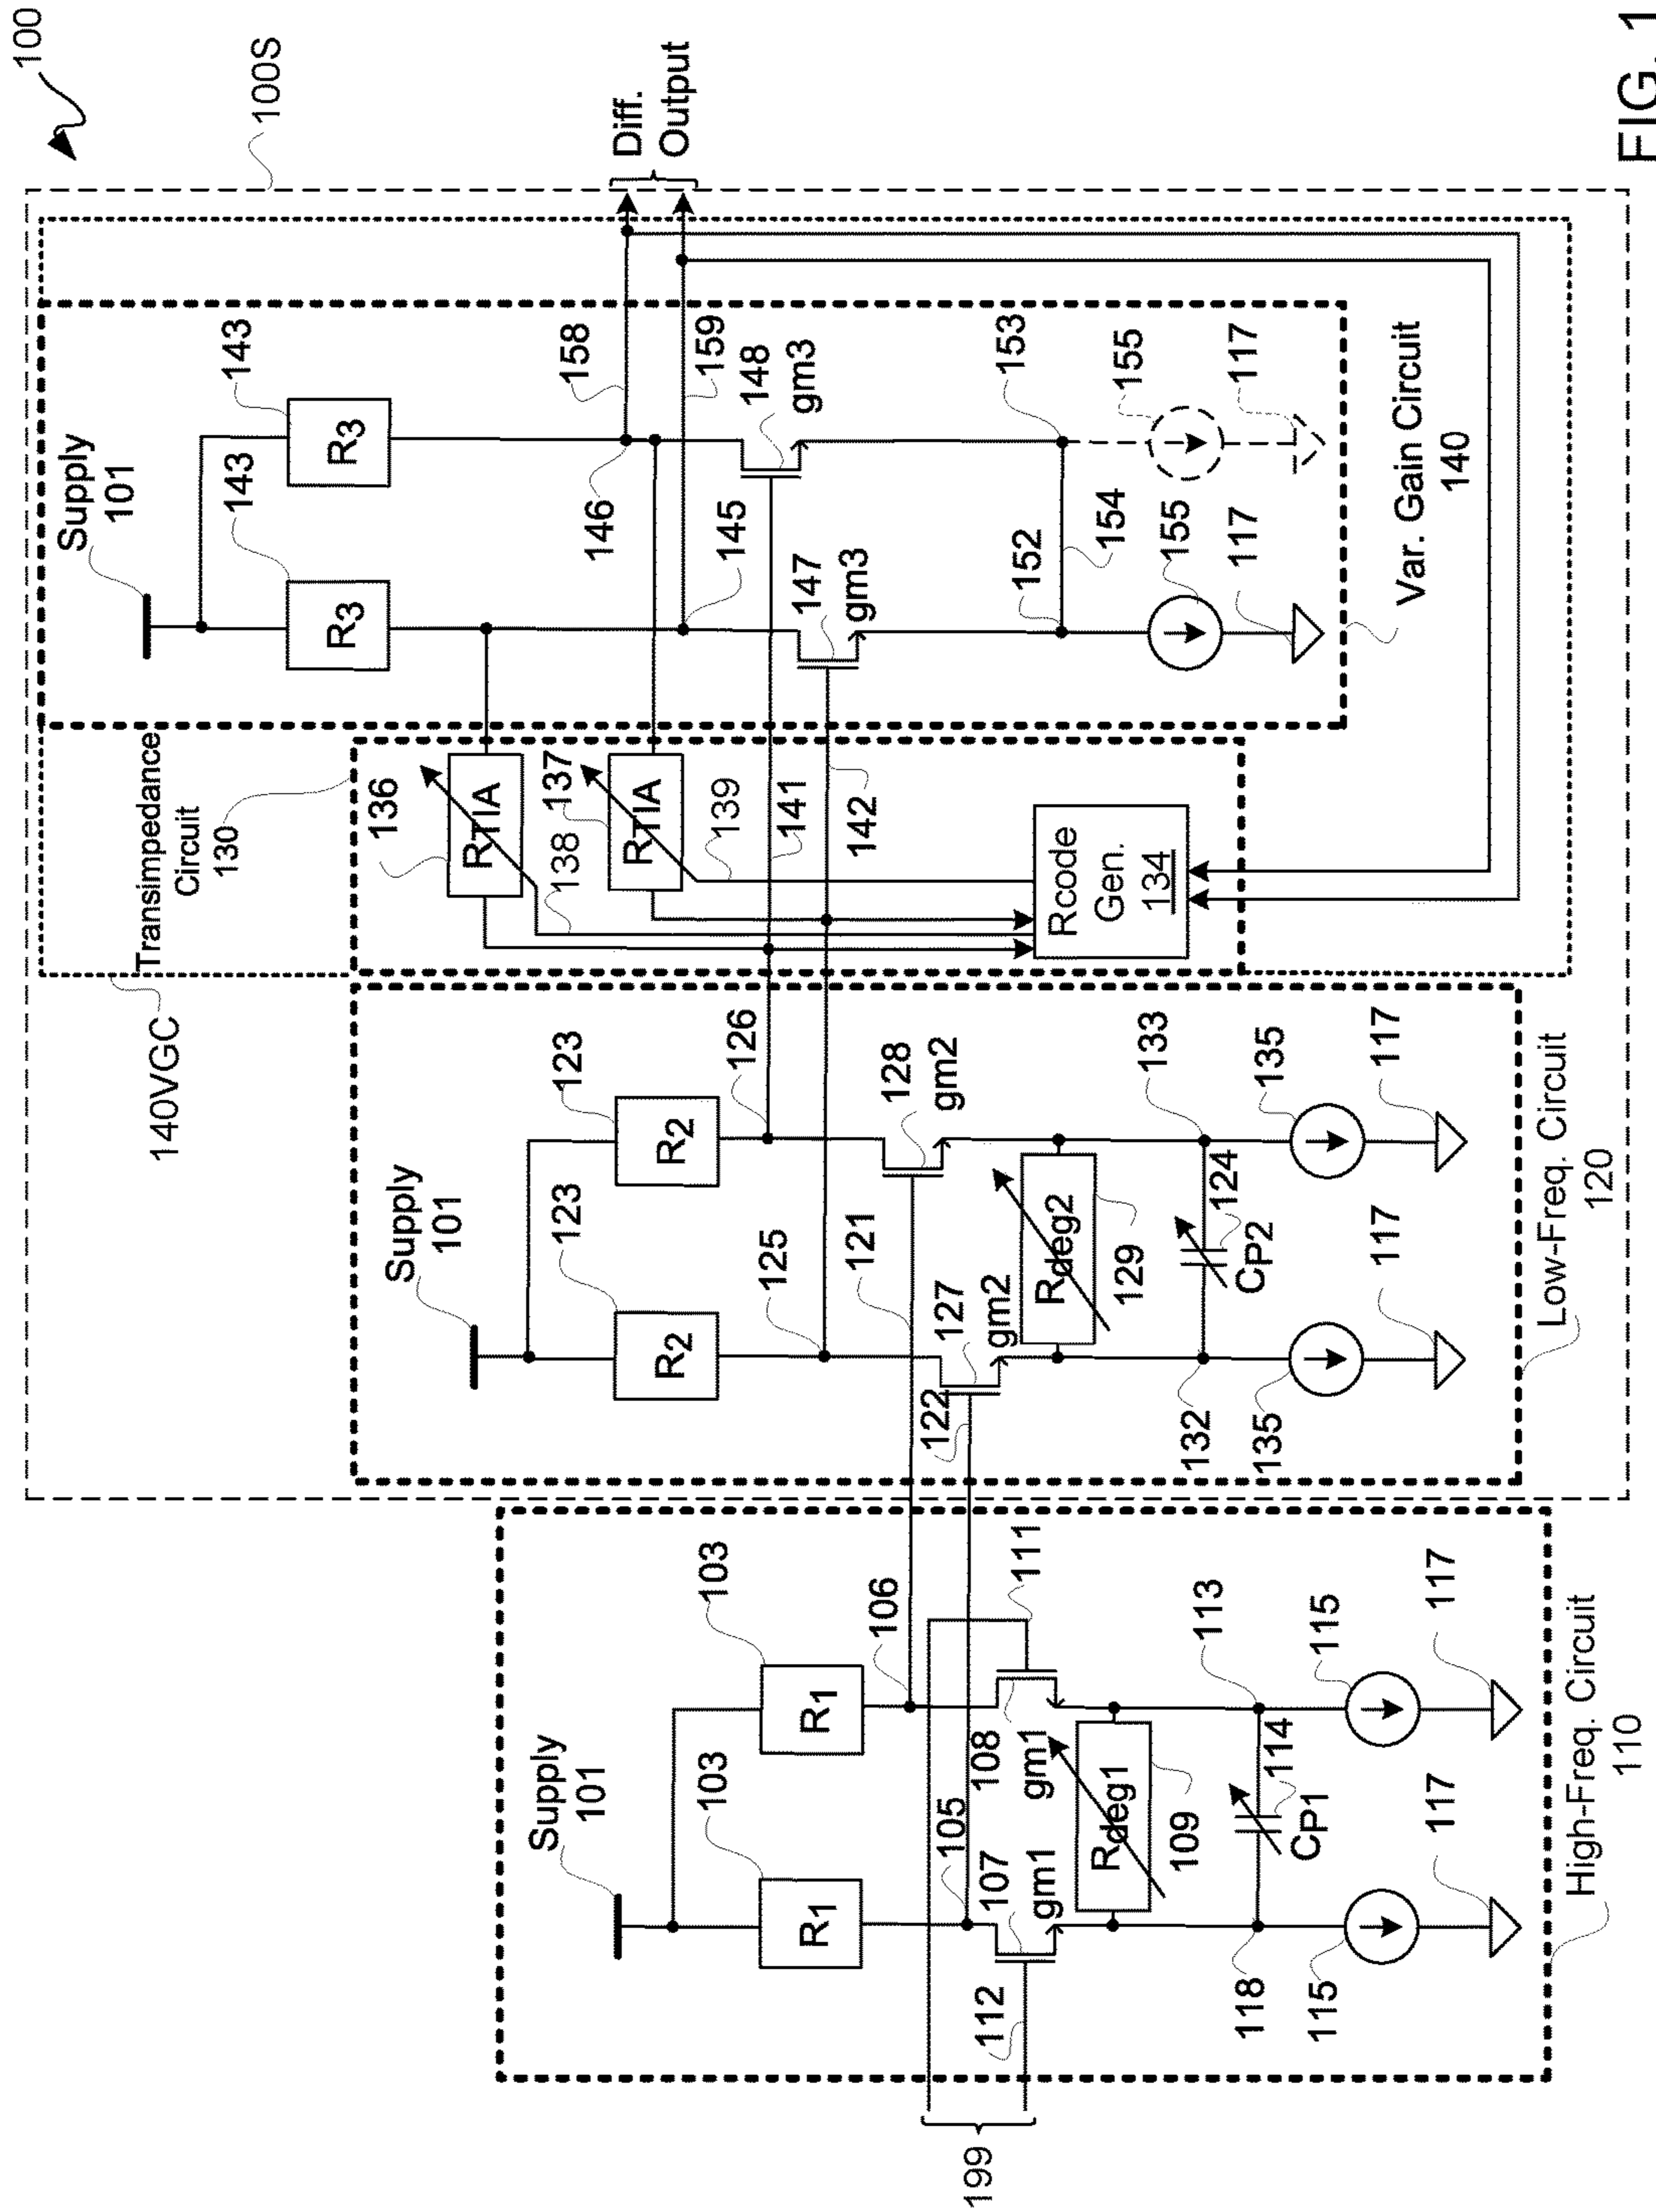 100
100S
FIG. 1
Diff.
Output
140VGC
Transimpedance
Circuit
130
Supply
101
143
R3
143
R3
158
146
159
145
148
gm3
147
gm3
153
152
154
155
155
117
117
Var. Gain Circuit
140
136
RTIA
138
137
RTIA
139
141
142
Rcode
Gen.
134
Supply
101
123
R2
123
R2
126
125
121
128
gm2
127
gm2
122
Rdeg2
129
133
124
CP2
132
135
135
117
117
Low-Freq. Circuit
120
Supply
101
103
R1
103
R1
106
105
111
108
gm1
107
gm1
112
Rdeg1
109
113
114
CP1
118
115
115
117
117
High-Freq. Circuit
110
199